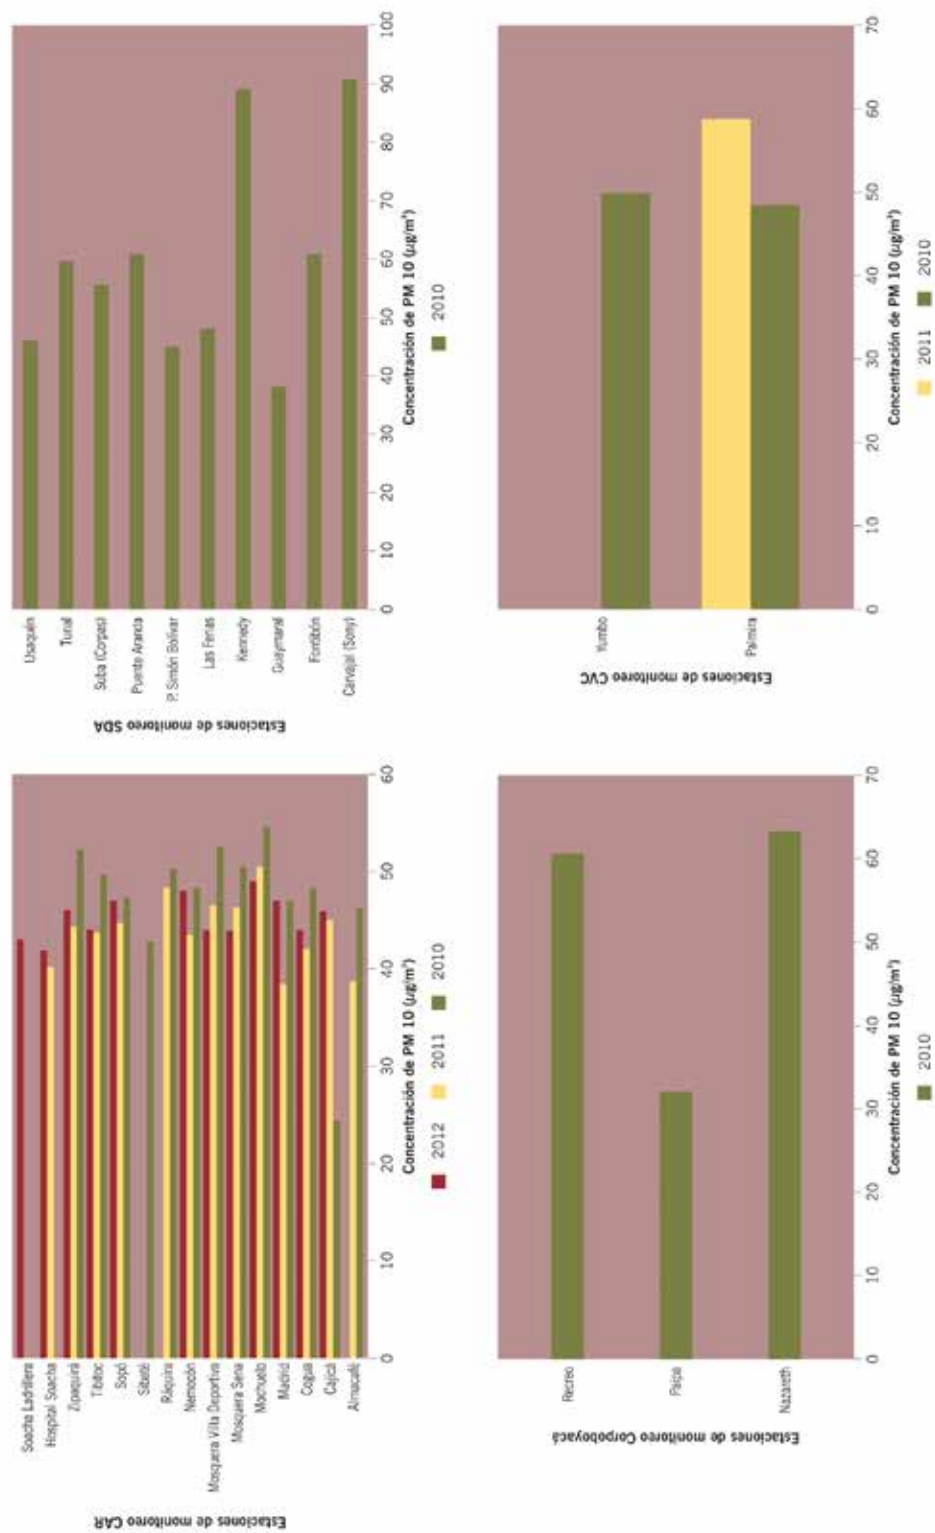 Estaciones de monitoreo CAR
Soacha Ladrillera
Hospital Soacha
Zipaquirá
Tibitoc
Sopó
Sibaté
Ráquira
Nemocón
Mosquera Villa Deportiva
Mosquera Sena
Mochuelo
Madrid
Cogua
Cajicá
Almacafé
0 10 20 30 40 50 60
Concentración de PM 10 (µg/m³)
2012 2011 2010
Estaciones de monitoreo SDA
Usaquén
Tunal
Suba (Corpas)
Puente Aranda
P. Simón Bolívar
Las Ferias
Kennedy
Guaymaral
Fontibón
Carvajal (Sony)
0 10 20 30 40 50 60 70 80 90 100
Concentración de PM 10 (µg/m³)
2010
Estaciones de monitoreo Corpoboyacá
Recreo
Paipa
Nazareth
0 10 20 30 40 50 60 70
Concentración de PM 10 (µg/m³)
2010
Estaciones de monitoreo CVC
Yumbo
Palmira
0 10 20 30 40 50 60 70
Concentración de PM 10 (µg/m³)
2011 2010